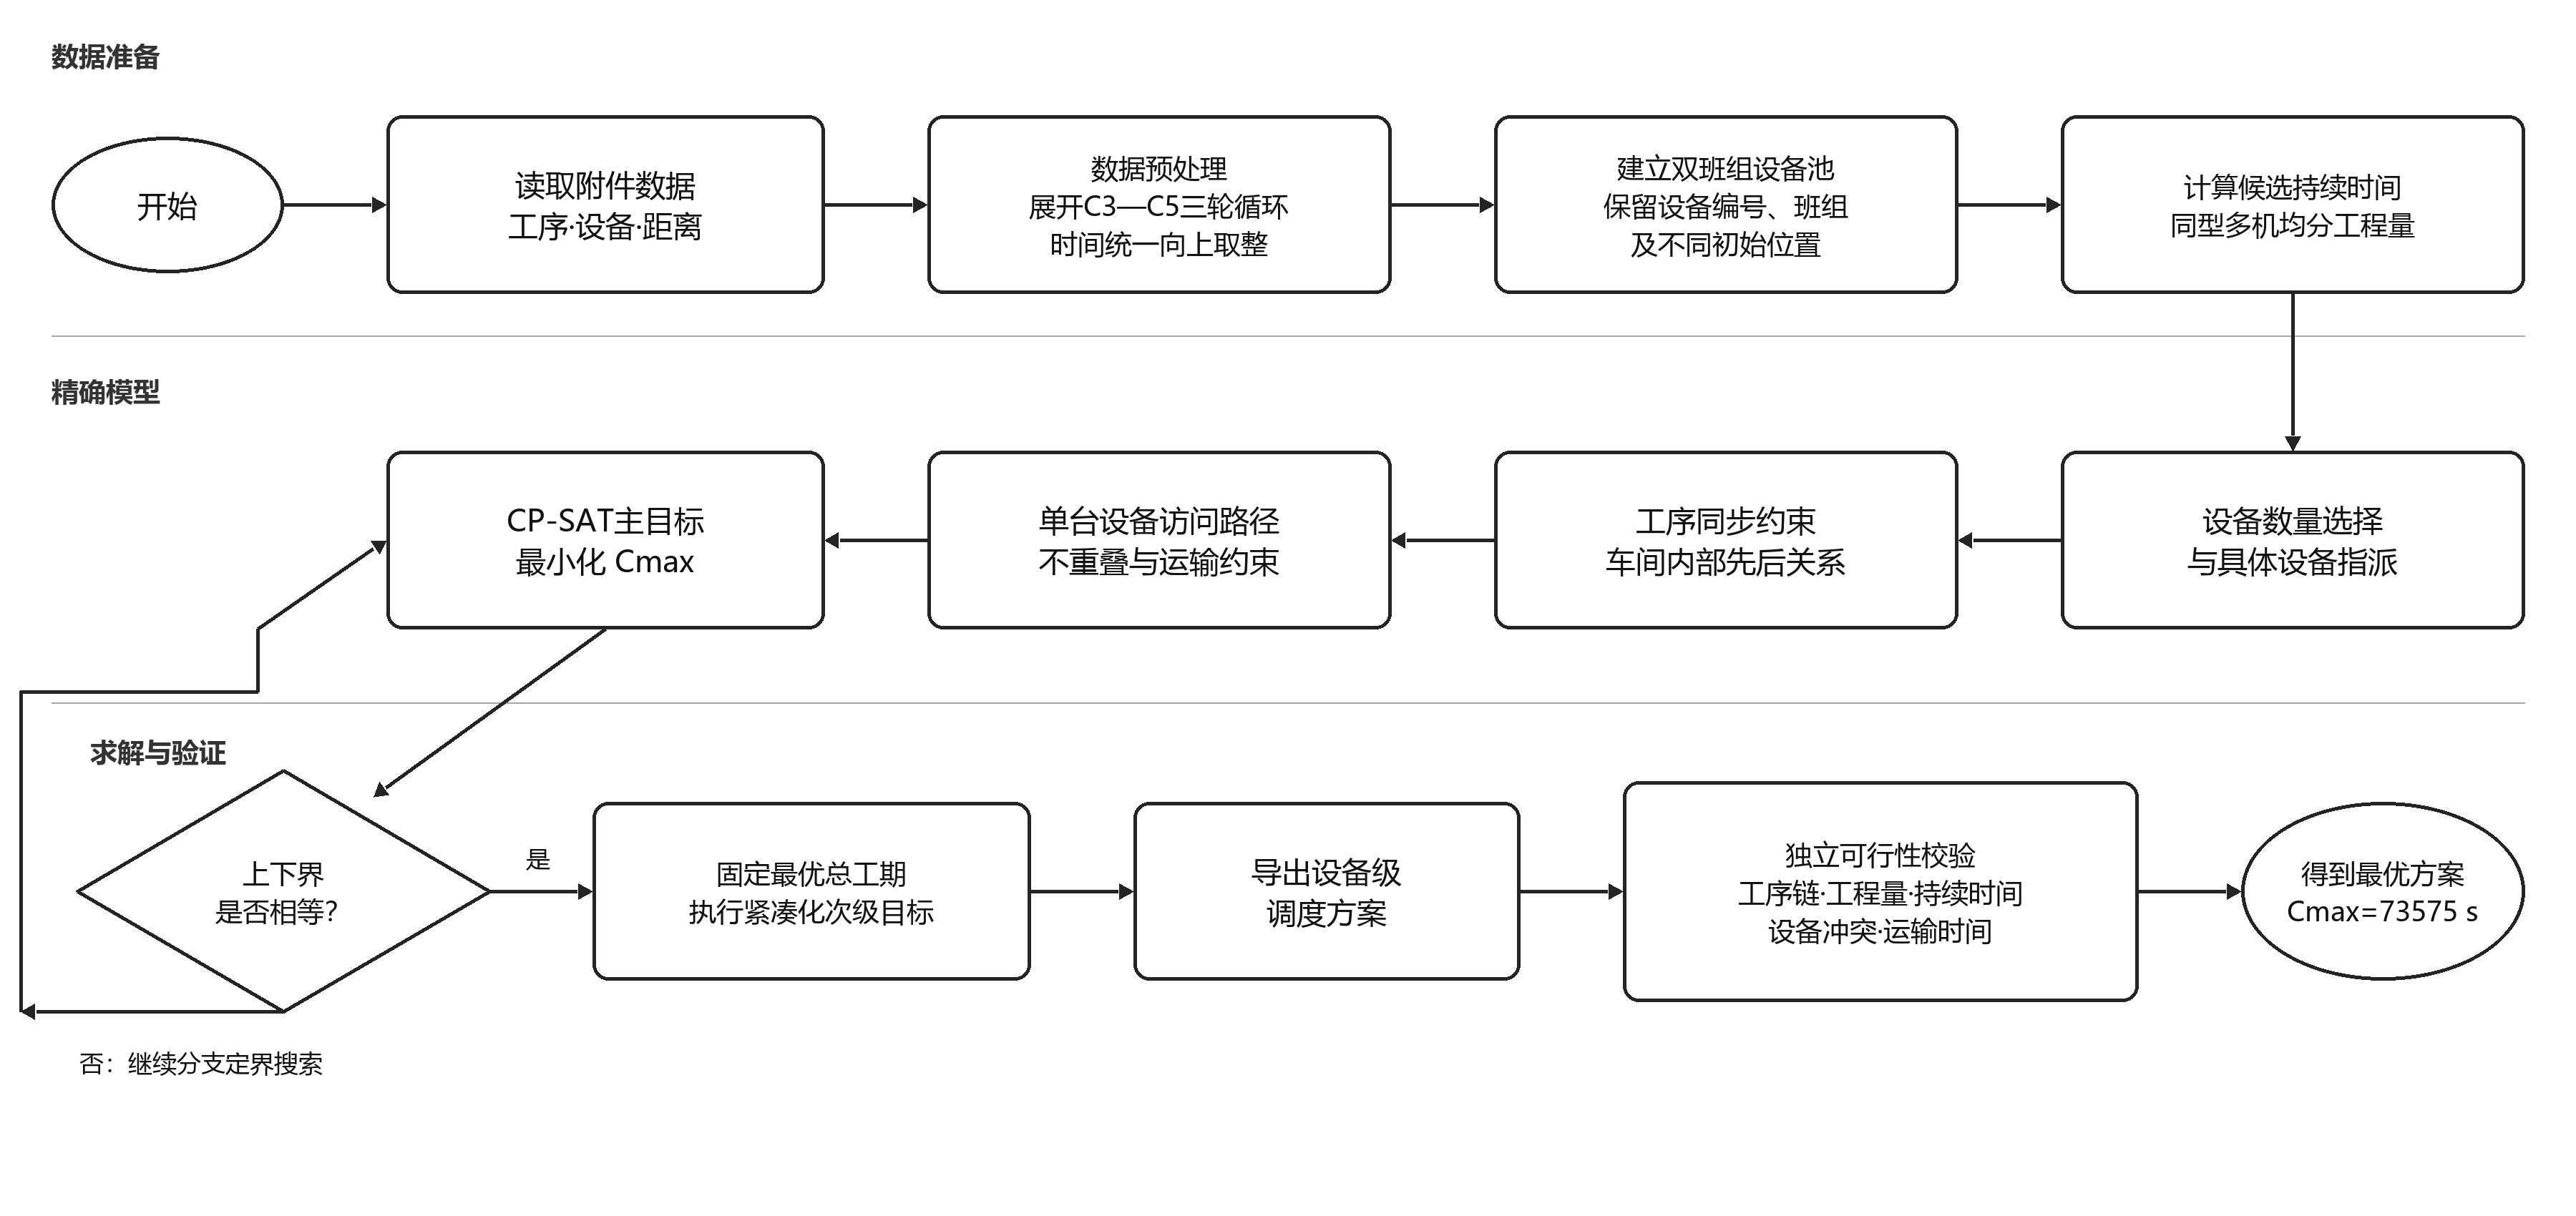 数据准备
开始
读取附件数据
工序·设备·距离
数据预处理
展开C3—C5三轮循环
时间统一向上取整
建立双班组设备池
保留设备编号、班组
及不同初始位置
计算候选持续时间
同型多机均分工程量
精确模型
CP-SAT主目标
最小化 Cmax
单台设备访问路径
不重叠与运输约束
工序同步约束
车间内部先后关系
设备数量选择
与具体设备指派
求解与验证
上下界
是否相等？
是
固定最优总工期
执行紧凑化次级目标
导出设备级
调度方案
独立可行性校验
工序链·工程量·持续时间
设备冲突·运输时间
得到最优方案
Cmax=73575 s
否：继续分支定界搜索